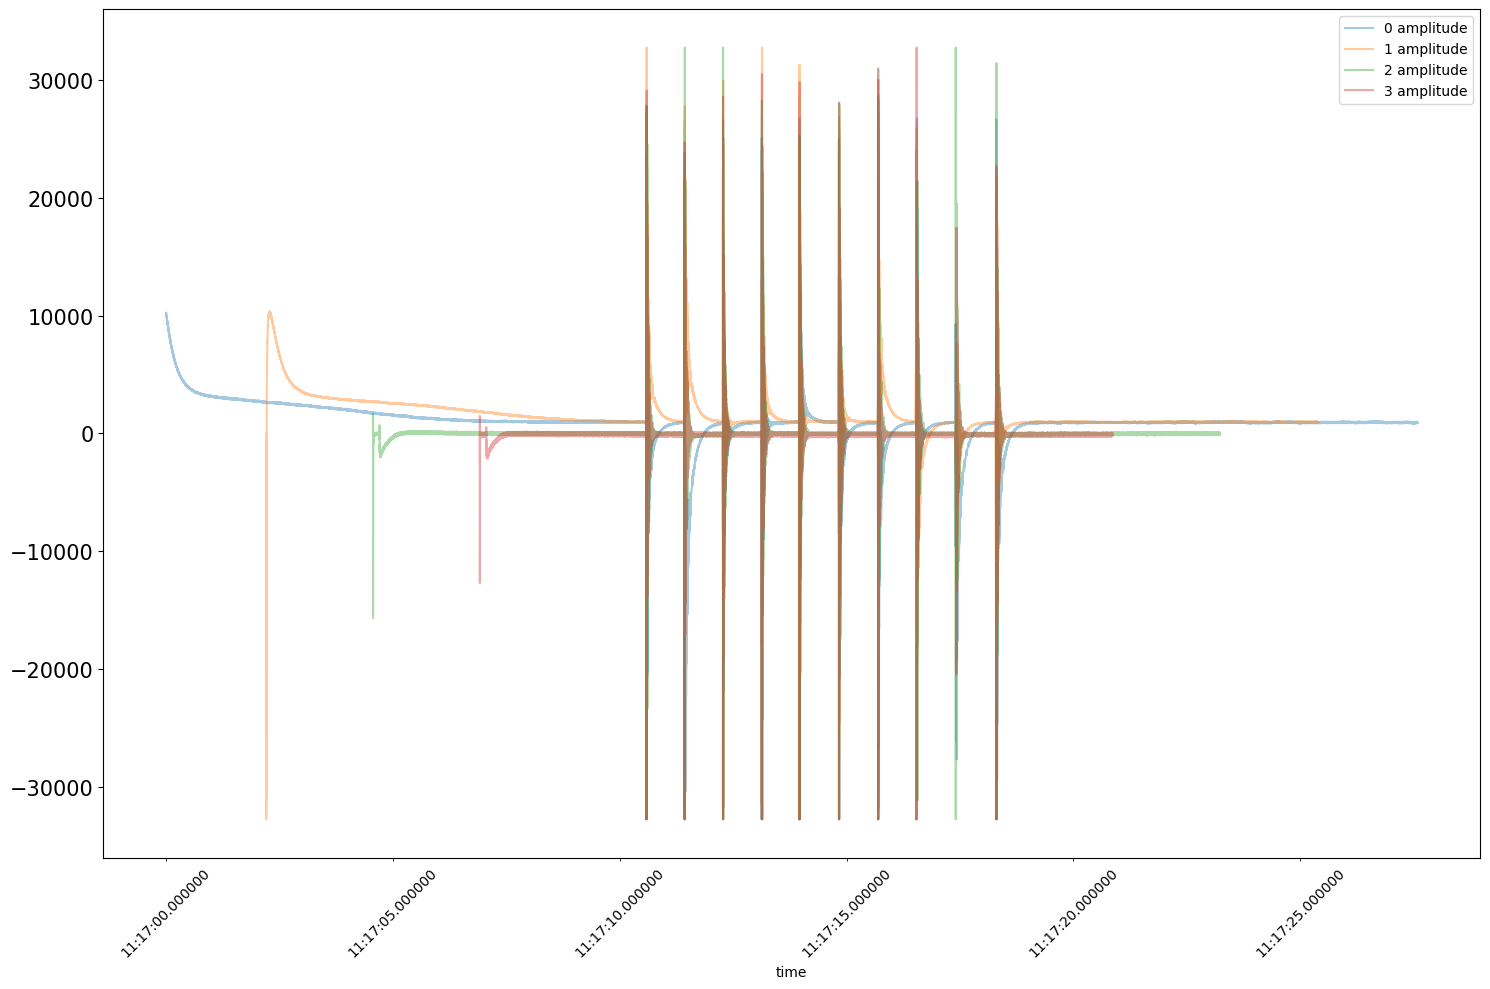 0 amplitude
1 amplitude
2 amplitude
3 amplitude
30000
20000
10000
0
−10000
−20000
−30000
11:17:00.000000
11:17:05.000000
11:17:10.000000
11:17:15.000000
11:17:20.000000
11:17:25.000000
time